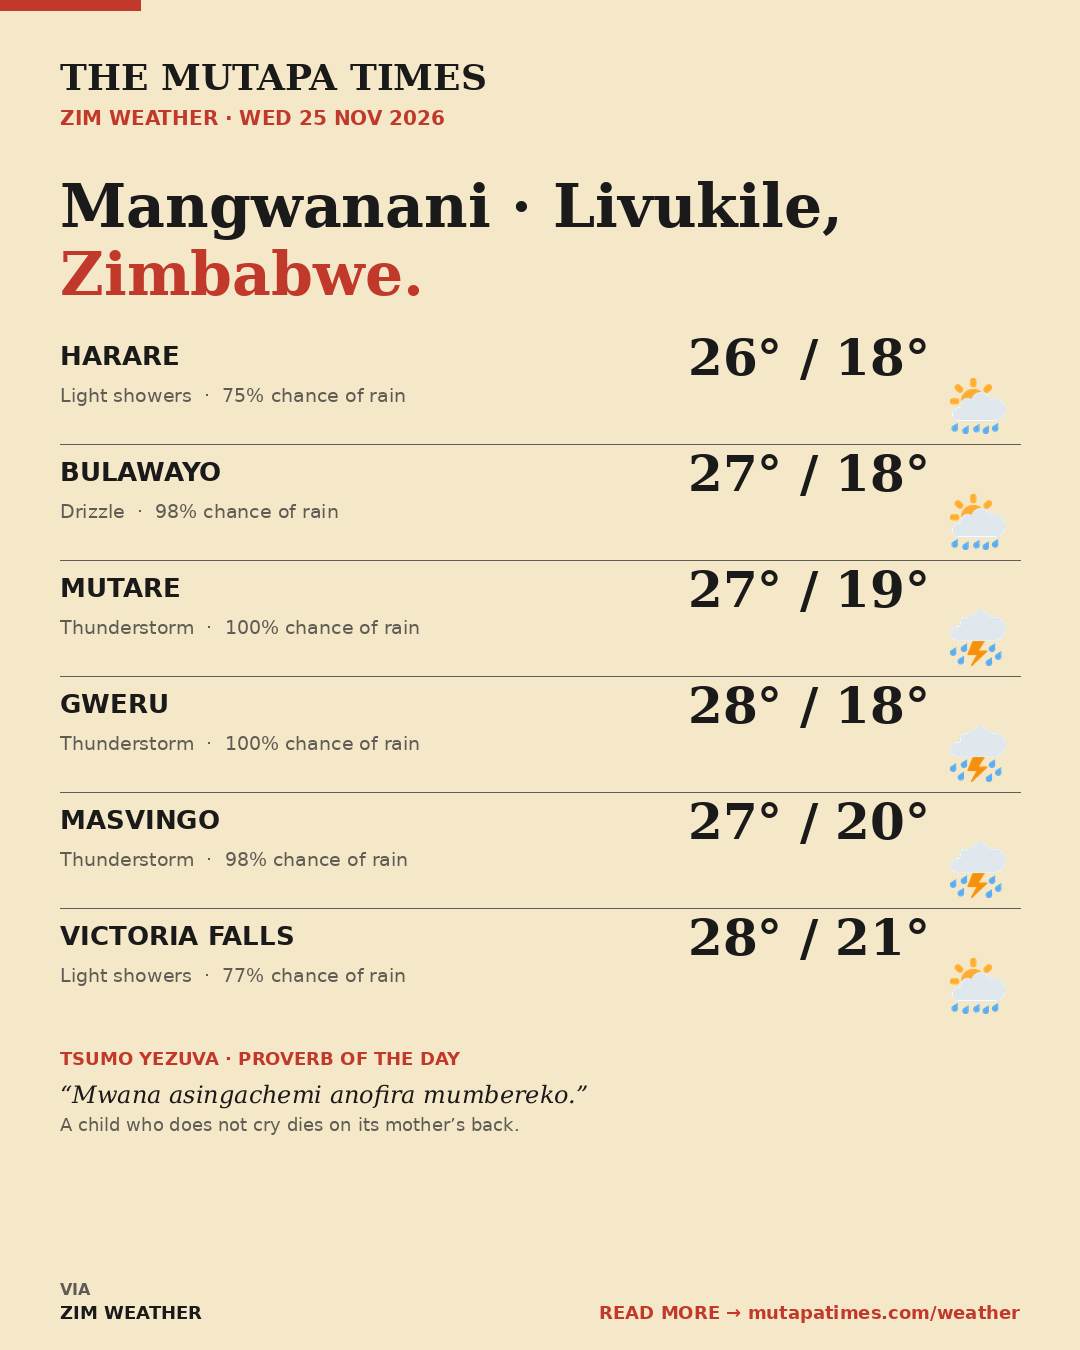 THE MUTAPA TIMES
ZIM WEATHER · WED 25 NOV 2026
Mangwanani · Livukile,
Zimbabwe.
HARARE
26° / 18°
Light showers · 75% chance of rain
BULAWAYO
27° / 18°
Drizzle · 98% chance of rain
MUTARE
27° / 19°
Thunderstorm · 100% chance of rain
GWERU
28° / 18°
Thunderstorm · 100% chance of rain
MASVINGO
27° / 20°
Thunderstorm · 98% chance of rain
VICTORIA FALLS
28° / 21°
Light showers · 77% chance of rain
TSUMO YEZUVA · PROVERB OF THE DAY
“Mwana asingachemi anofira mumbereko.”
A child who does not cry dies on its mother’s back.
VIA
ZIM WEATHER
READ MORE → mutapatimes.com/weather